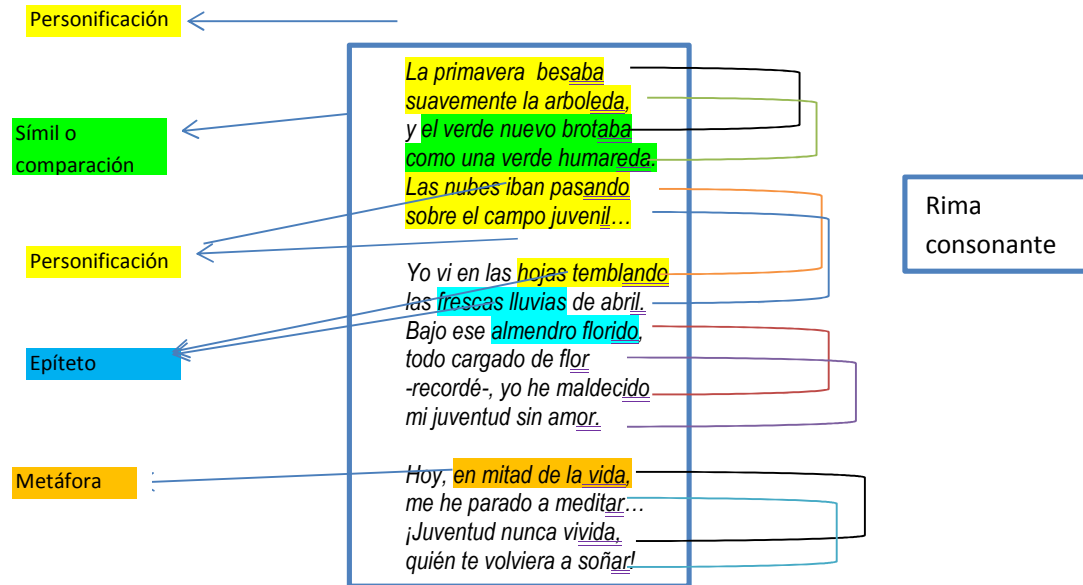 Personificación
Símil o
comparación
Personificación
Epíteto
Metáfora
La primavera besaba
suavemente la arboleda,
y el verde nuevo brotaba
como una verde humareda.
Las nubes iban pasando
sobre el campo juvenil…
Yo vi en las hojas temblando
las frescas lluvias de abril.
Bajo ese almendro florido,
todo cargado de flor
-recordé-, yo he maldecido
mi juventud sin amor.
Hoy, en mitad de la vida,
me he parado a meditar…
¡Juventud nunca vivida,
quién te volviera a soñar!
Rima
consonante